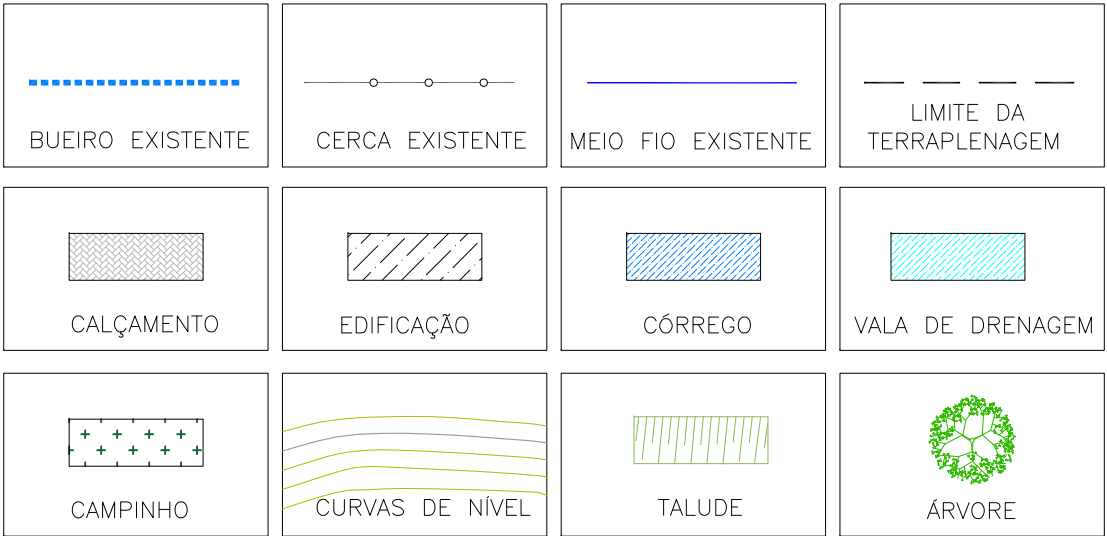 BUEIRO EXISTENTE
CERCA EXISTENTE
MEIO FIO EXISTENTE
LIMITE DA
TERRAPLENAGEM
CALÇAMENTO
EDIFICAÇÃO
CÓRREGO
VALA DE DRENAGEM
CAMPINHO
CURVAS DE NÍVEL
TALUDE
ÁRVORE